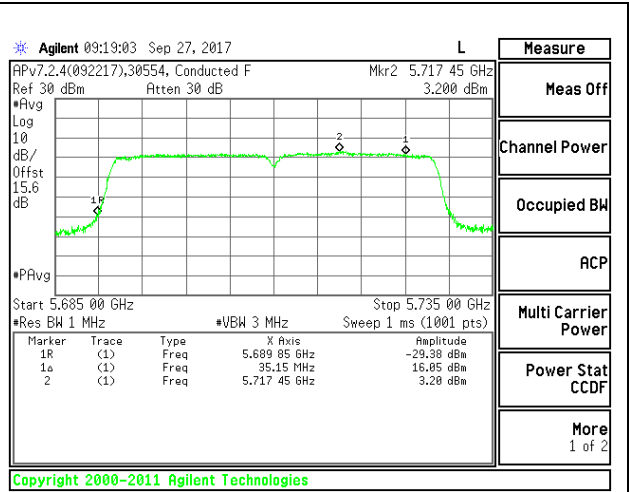 Agilent 09:19:03 Sep 27, 2017 L
APv7.2.4(092217),30554, Conducted F Mkr2 5.717 45 GHz
Ref 30 dBm Atten 30 dB 3.200 dBm
#Avg
Log
10
dB/
Offst
15.6
dB
2
1
1R
#PAvg
Start 5.685 00 GHz Stop 5.735 00 GHz
#Res BW 1 MHz #VBW 3 MHz Sweep 1 ms (1001 pts)
Marker Trace Type X Axis Amplitude
1R (1) Freq 5.689 85 GHz -29.38 dBm
1Δ (1) Freq 35.15 MHz 16.05 dBm
2 (1) Freq 5.717 45 GHz 3.20 dBm
Copyright 2000-2011 Agilent Technologies
Measure
Meas Off
Channel Power
Occupied BW
ACP
Multi Carrier
Power
Power Stat
CCDF
More
1 of 2